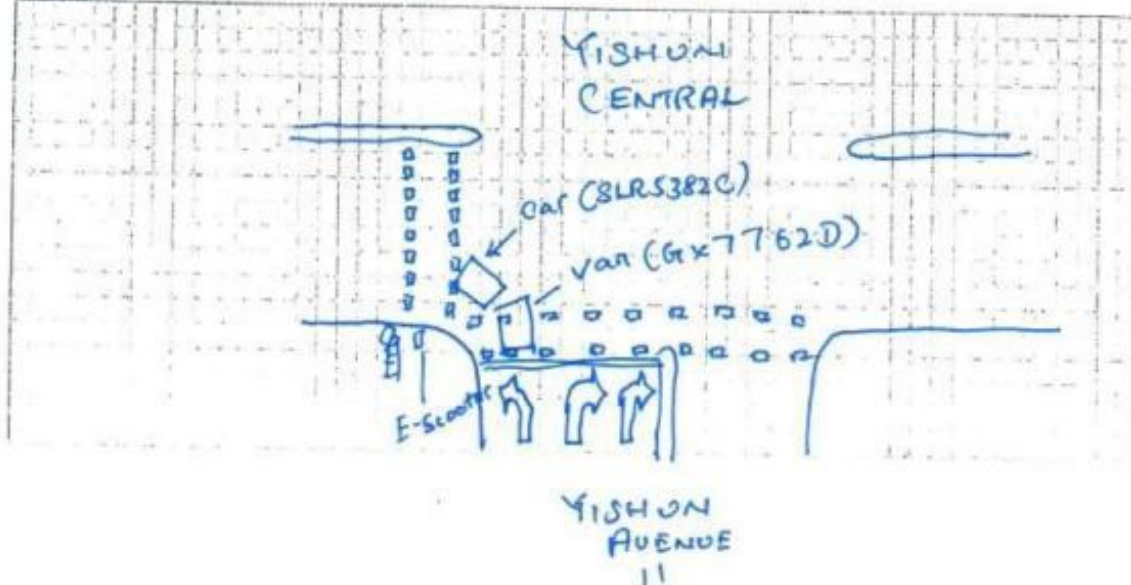 YISHUN
CENTRAL
car (SLR5382C)
van (Gx7762D)
E-Scooter
YISHUN
AVENUE
11